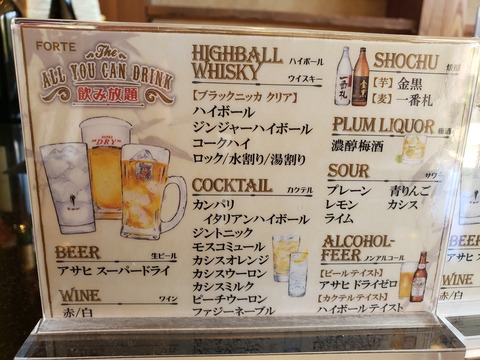 FORTE
The
ALL YOU CAN DRINK
飲み放題
BEER 生ビール
アサヒ スーパードライ
WINE ワイン
赤/白
HIGHBALL ハイボール
WHISKY ウイスキー
【ブラックニッカ クリア】
ハイボール
ジンジャーハイボール
コークハイ
ロック/水割り/湯割り
COCKTAIL カクテル
カンパリ
イタリアンハイボール
ジントニック
モスコミュール
カシスオレンジ
カシスウーロン
カシスミルク
ピーチウーロン
ファジーネーブル
SHOCHU 焼酎
【芋】金黒
【麦】一番札
PLUM LIQUOR 梅酒
濃醇梅酒
SOUR サワー
プレーン 青りんご
レモン カシス
ライム
ALCOHOL-
FEER ノンアルコール
【ビールテイスト】
アサヒ ドライゼロ
【カクテルテイスト】
ハイボールテイスト
DRY
一番札